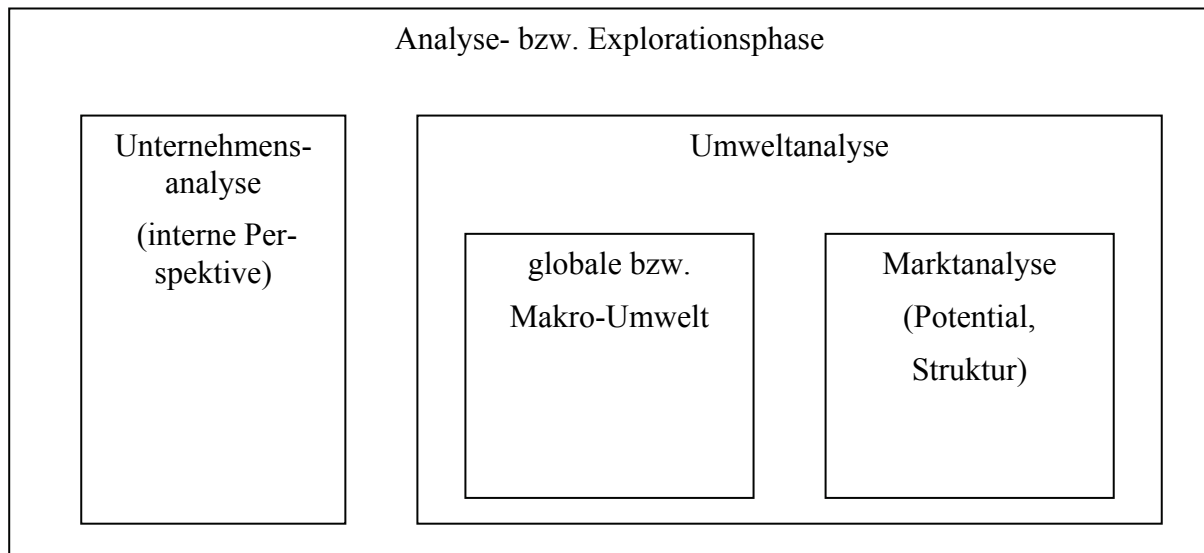 Analyse- bzw. Explorationsphase
Unternehmens-
analyse
(interne Per-
spektive)
Umweltanalyse
globale bzw.
Makro-Umwelt
Marktanalyse
(Potential,
Struktur)